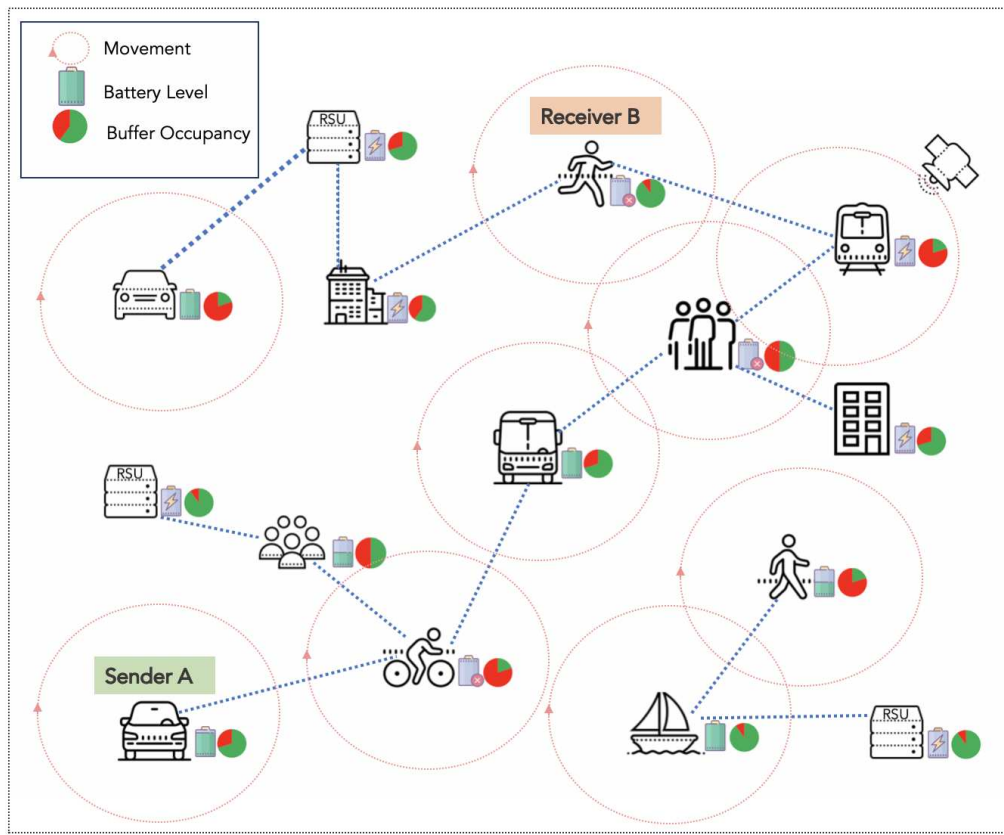 Movement
Battery Level
Buffer Occupancy
RSU
Receiver B
RSU
Sender A
RSU